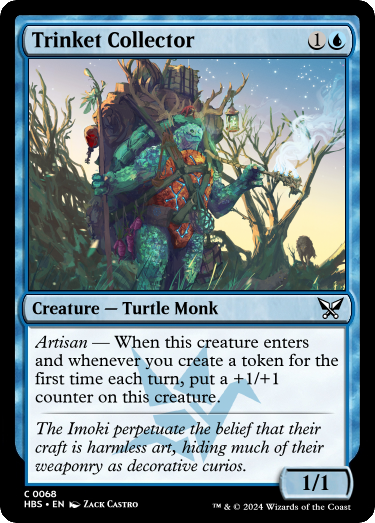 Trinket Collector 1
Creature — Turtle Monk
Artisan — When this creature enters
and whenever you create a token for the
first time each turn, put a +1/+1
counter on this creature.
The Imoki perpetuate the belief that their
craft is harmless art, hiding much of their
weaponry as decorative curios.
1/1
C 0068
HBS • EN Zack Castro
™ & © 2024 Wizards of the Coast